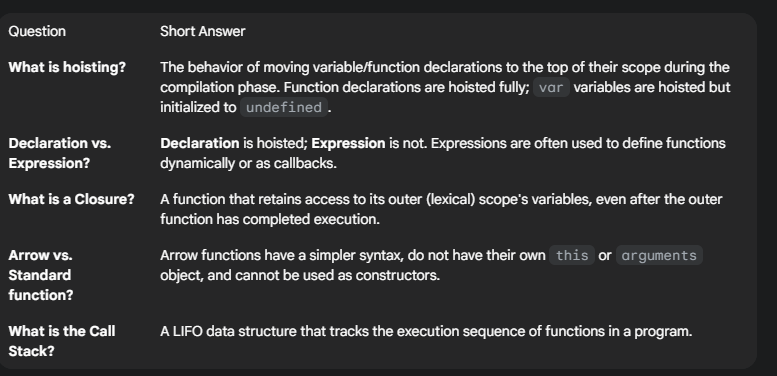 Question Short Answer
What is hoisting? The behavior of moving variable/function declarations to the top of their scope during the
compilation phase. Function declarations are hoisted fully; var variables are hoisted but
initialized to undefined.
Declaration vs. Declaration is hoisted; Expression is not. Expressions are often used to define functions
Expression? dynamically or as callbacks.
What is a Closure? A function that retains access to its outer (lexical) scope's variables, even after the outer
function has completed execution.
Arrow vs. Arrow functions have a simpler syntax, do not have their own this or arguments
Standard object, and cannot be used as constructors.
function?
What is the Call A LIFO data structure that tracks the execution sequence of functions in a program.
Stack?